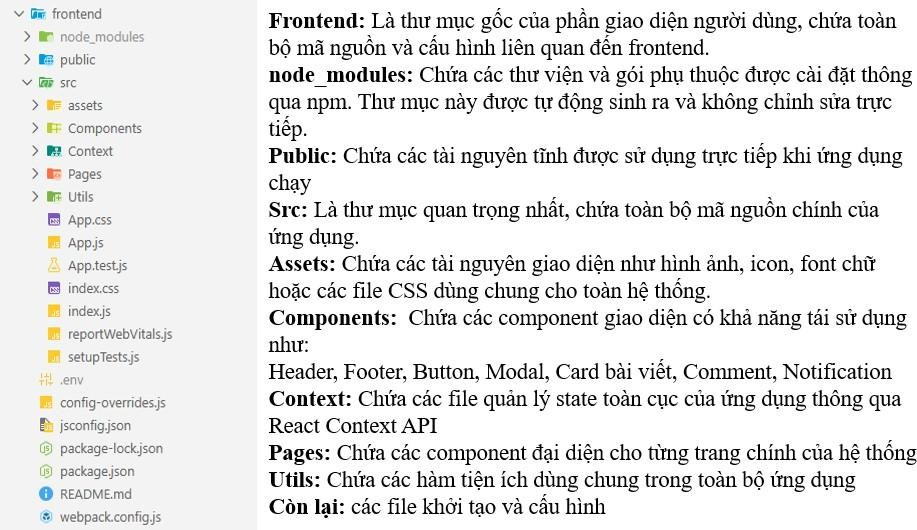 frontend
node_modules
public
src
assets
Components
Context
Pages
Utils
App.css
App.js
App.test.js
index.css
index.js
reportWebVitals.js
setupTests.js
.env
config-overrides.js
jsconfig.json
package-lock.json
package.json
README.md
webpack.config.js
Frontend: Là thư mục gốc của phần giao diện người dùng, chứa toàn
bộ mã nguồn và cấu hình liên quan đến frontend.
node_modules: Chứa các thư viện và gói phụ thuộc được cài đặt thông
qua npm. Thư mục này được tự động sinh ra và không chỉnh sửa trực
tiếp.
Public: Chứa các tài nguyên tĩnh được sử dụng trực tiếp khi ứng dụng
chạy
Src: Là thư mục quan trọng nhất, chứa toàn bộ mã nguồn chính của
ứng dụng.
Assets: Chứa các tài nguyên giao diện như hình ảnh, icon, font chữ
hoặc các file CSS dùng chung cho toàn hệ thống.
Components: Chứa các component giao diện có khả năng tái sử dụng
như:
Header, Footer, Button, Modal, Card bài viết, Comment, Notification
Context: Chứa các file quản lý state toàn cục của ứng dụng thông qua
React Context API
Pages: Chứa các component đại diện cho từng trang chính của hệ thống
Utils: Chứa các hàm tiện ích dùng chung trong toàn bộ ứng dụng
Còn lại: các file khởi tạo và cấu hình